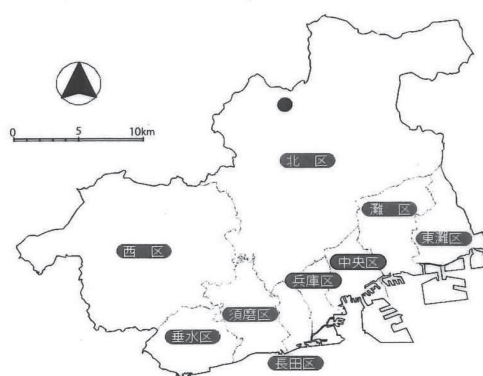 0 5 10km
北 区
灘 区
東灘区
西 区
中央区
兵庫区
須磨区
垂水区
長田区